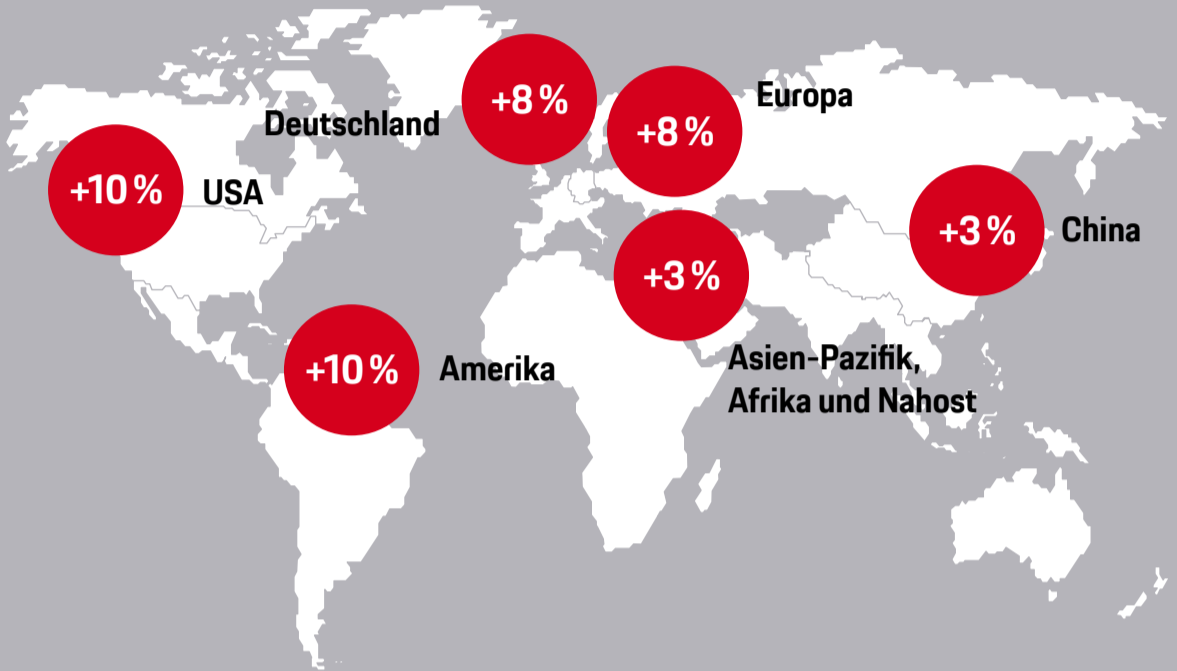 +8 %
Deutschland
+8 %
Europa
+10 %
USA
+3 %
China
+3 %
Asien-Pazifik,
Afrika und Nahost
+10 %
Amerika